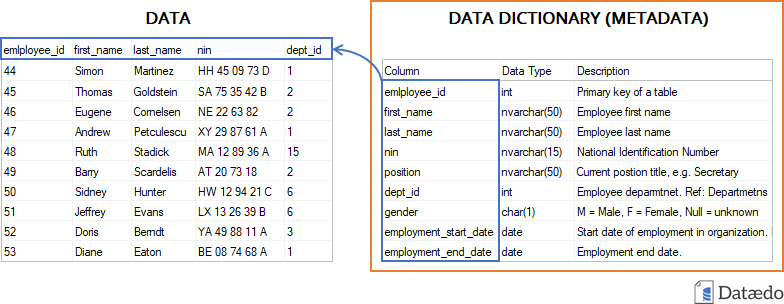 DATA
emlployee_id first_name last_name nin dept_id
44 Simon Martinez HH 45 09 73 D 1
45 Thomas Goldstein SA 75 35 42 B 2
46 Eugene Cornelsen NE 22 63 82 2
47 Andrew Petculescu XY 29 87 61 A 1
48 Ruth Stadick MA 12 89 36 A 15
49 Barry Scardelis AT 20 73 18 2
50 Sidney Hunter HW 12 94 21 C 6
51 Jeffrey Evans LX 13 26 39 B 6
52 Doris Berndt YA 49 88 11 A 3
53 Diane Eaton BE 08 74 68 A 1
DATA DICTIONARY (METADATA)
Column Data Type Description
emlployee_id int Primary key of a table
first_name nvarchar(50) Employee first name
last_name nvarchar(50) Employee last name
nin nvarchar(15) National Identification Number
position nvarchar(50) Current postion title, e.g. Secretary
dept_id int Employee deparmtnet. Ref: Departmetns
gender char(1) M = Male, F = Female, Null = unknown
employment_start_date date Start date of employment in organization.
employment_end_date date Employment end date.
Dataedo